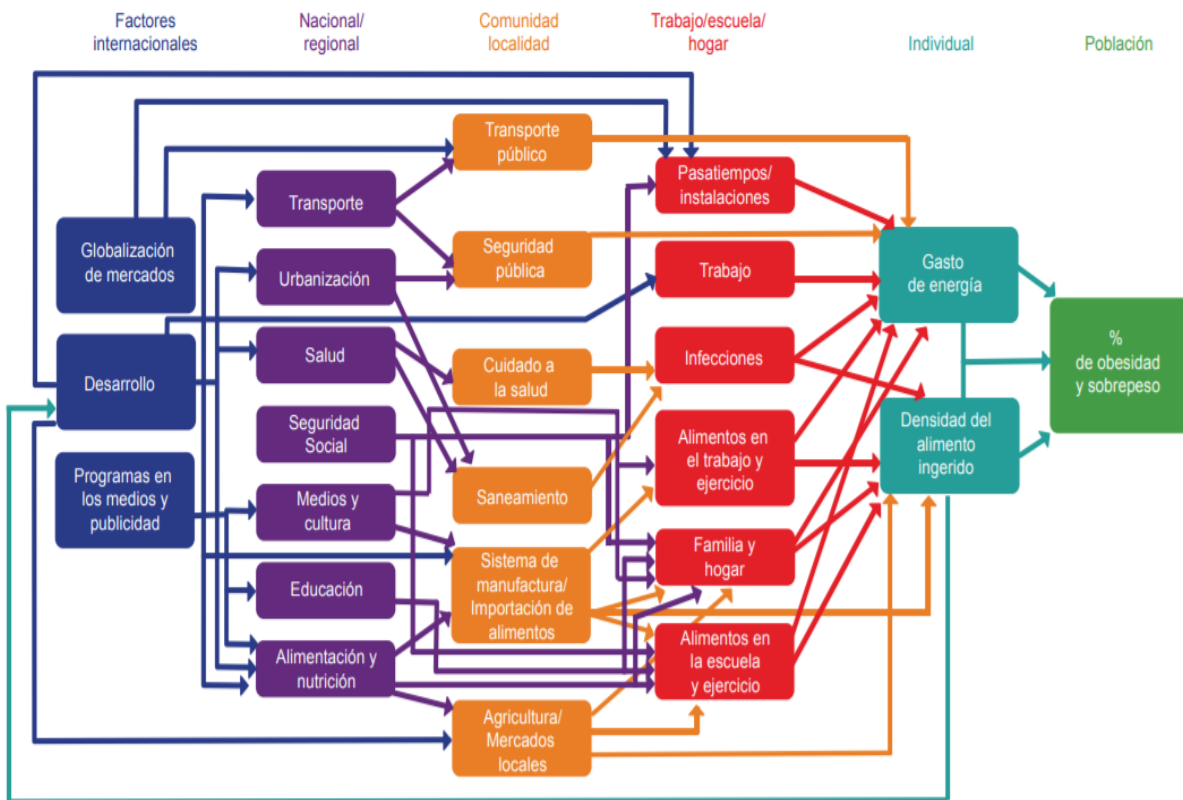 Factores
internacionales
Nacional/
regional
Comunidad
localidad
Trabajo/escuela/
hogar
Individual
Población
Globalización
de mercados
Desarrollo
Programas en
los medios y
publicidad
Transporte
Urbanización
Salud
Seguridad
Social
Medios y
cultura
Educación
Alimentación y
nutrición
Transporte
público
Seguridad
pública
Cuidado a
la salud
Saneamiento
Sistema de
manufactura/
Importación de
alimentos
Agricultura/
Mercados
locales
Pasatiempos/
instalaciones
Trabajo
Infecciones
Alimentos en
el trabajo y
ejercicio
Familia y
hogar
Alimentos en
la escuela
y ejercicio
Gasto
de energía
Densidad del
alimento
ingerido
%
de obesidad
y sobrepeso